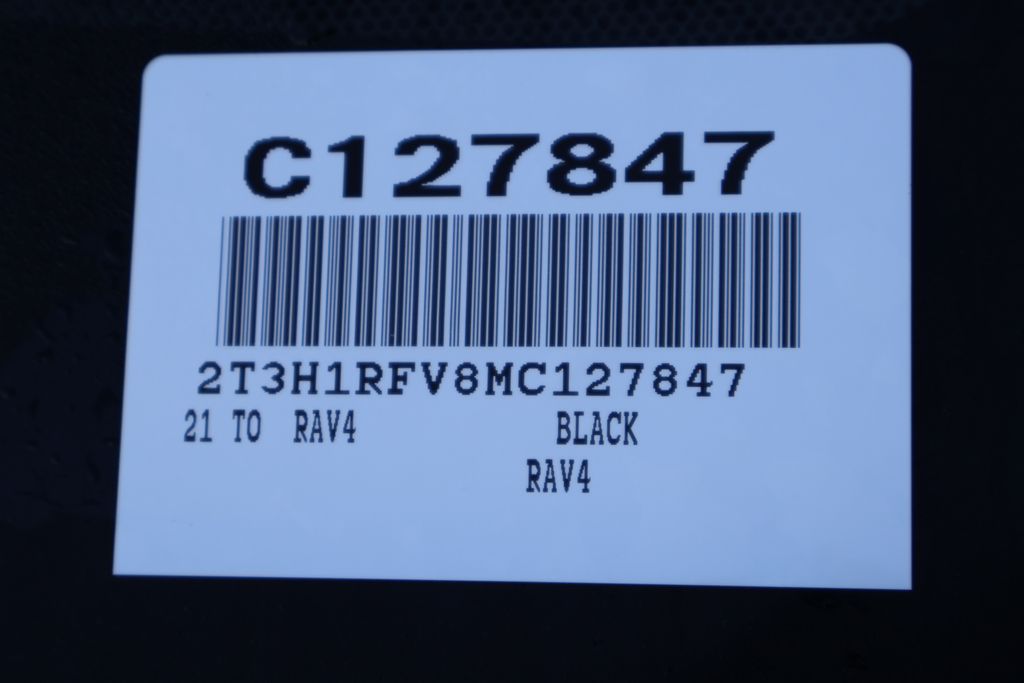 C127847
2T3H1RFV8MC127847
21 TO RAV4 BLACK
RAV4